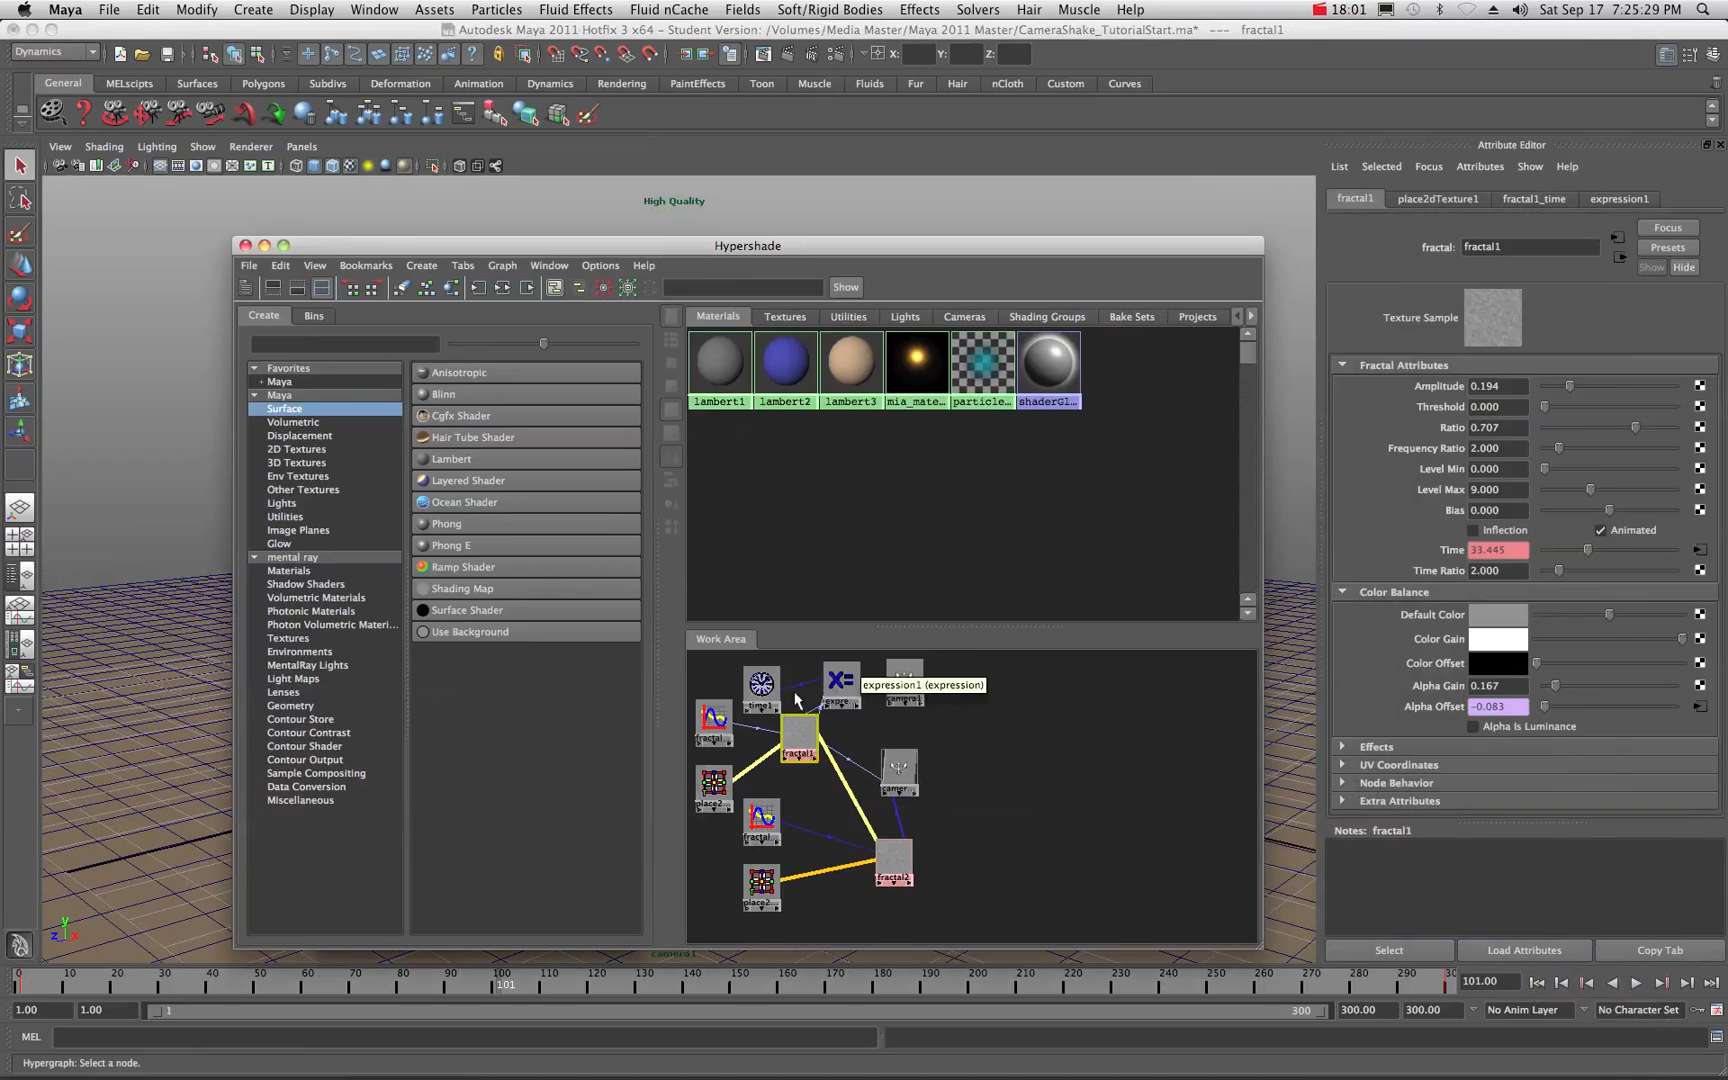 Maya File Edit Modify Create Display Window Assets Particles Fluid Effects Fluid nCache Fields Soft/Rigid Bodies Effects Solvers Hair Muscle Help 18:01 Sat Sep 17 7:25:29 PM
Autodesk Maya 2011 Hotfix 3 x64 - Student Version: /Volumes/Media Master/Maya 2011 Master/CameraShake_TutorialStart.ma* --- fractal1
Dynamics X: Y: Z:
General MELscipts Surfaces Polygons Subdivs Deformation Animation Dynamics Rendering PaintEffects Toon Muscle Fluids Fur Hair nCloth Custom Curves
View Shading Lighting Show Renderer Panels
High Quality
Hypershade
File Edit View Bookmarks Create Tabs Graph Window Options Help
Show
Create Bins
Favorites
+ Maya
Maya
Surface
Volumetric
Displacement
2D Textures
3D Textures
Env Textures
Other Textures
Lights
Utilities
Image Planes
Glow
mental ray
Materials
Shadow Shaders
Volumetric Materials
Photonic Materials
Photon Volumetric Materi...
Textures
Environments
MentalRay Lights
Light Maps
Lenses
Geometry
Contour Store
Contour Contrast
Contour Shader
Contour Output
Sample Compositing
Data Conversion
Miscellaneous
Anisotropic
Blinn
Cgfx Shader
Hair Tube Shader
Lambert
Layered Shader
Ocean Shader
Phong
Phong E
Ramp Shader
Shading Map
Surface Shader
Use Background
Materials Textures Utilities Lights Cameras Shading Groups Bake Sets Projects
lambert1 lambert2 lambert3 mia_mate... particle... shaderGl...
Work Area
X=
expression1 (expression)
time1 expre... camera1
fractal... fractal1
place2... camer...
fractal...
fractal2
place2...
camera1
Attribute Editor
List Selected Focus Attributes Show Help
fractal1 place2dTexture1 fractal1_time expression1
fractal: fractal1
Focus
Presets
Show Hide
Texture Sample
Fractal Attributes
Amplitude 0.194
Threshold 0.000
Ratio 0.707
Frequency Ratio 2.000
Level Min 0.000
Level Max 9.000
Bias 0.000
Inflection Animated
Time 33.445
Time Ratio 2.000
Color Balance
Default Color
Color Gain
Color Offset
Alpha Gain 0.167
Alpha Offset -0.083
Alpha Is Luminance
Effects
UV Coordinates
Node Behavior
Extra Attributes
Notes: fractal1
Select Load Attributes Copy Tab
0 10 20 30 40 50 60 70 80 90 101 110 120 130 140 150 160 170 180 190 200 210 220 230 240 250 260 270 280 290 30 101.00
1.00 1.00 1 300 300.00 300.00 No Anim Layer No Character Set
MEL
Hypergraph: Select a node.
y
z x